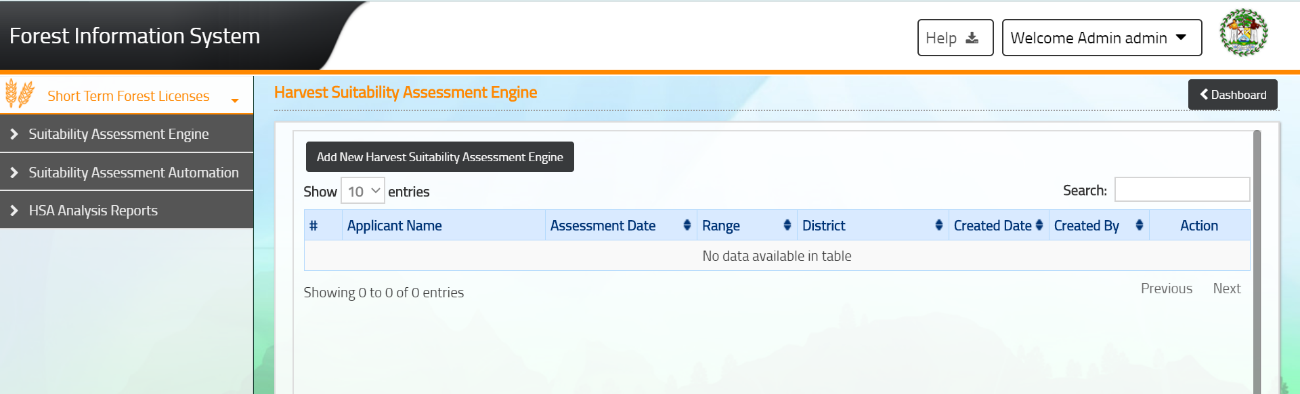 Forest Information System
Help
Welcome Admin admin
Short Term Forest Licenses
Harvest Suitability Assessment Engine
Dashboard
Suitability Assessment Engine
Suitability Assessment Automation
HSA Analysis Reports
Add New Harvest Suitability Assessment Engine
Show 10 entries
Search:
# Applicant Name Assessment Date Range District Created Date Created By Action
No data available in table
Showing 0 to 0 of 0 entries
Previous Next